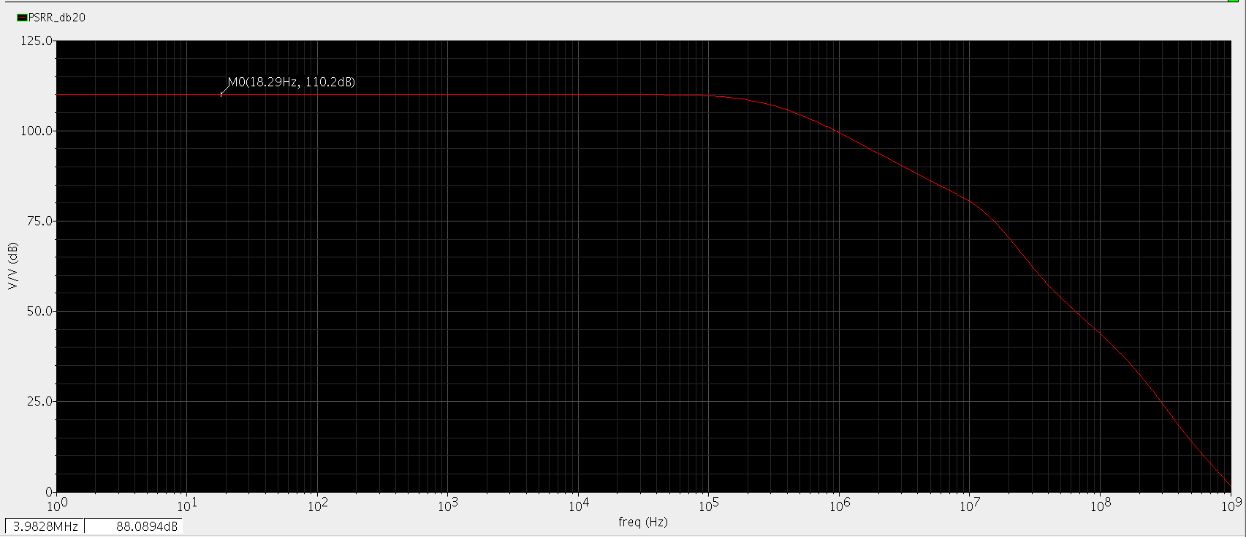 PSRR_db20
125.0
M0(18.29Hz, 110.2dB)
100.0
75.0
V/V (dB)
50.0
25.0
0
10^0 10^1 10^2 10^3 10^4 10^5 10^6 10^7 10^8 10^9
freq (Hz)
3.9828MHz 88.0894dB